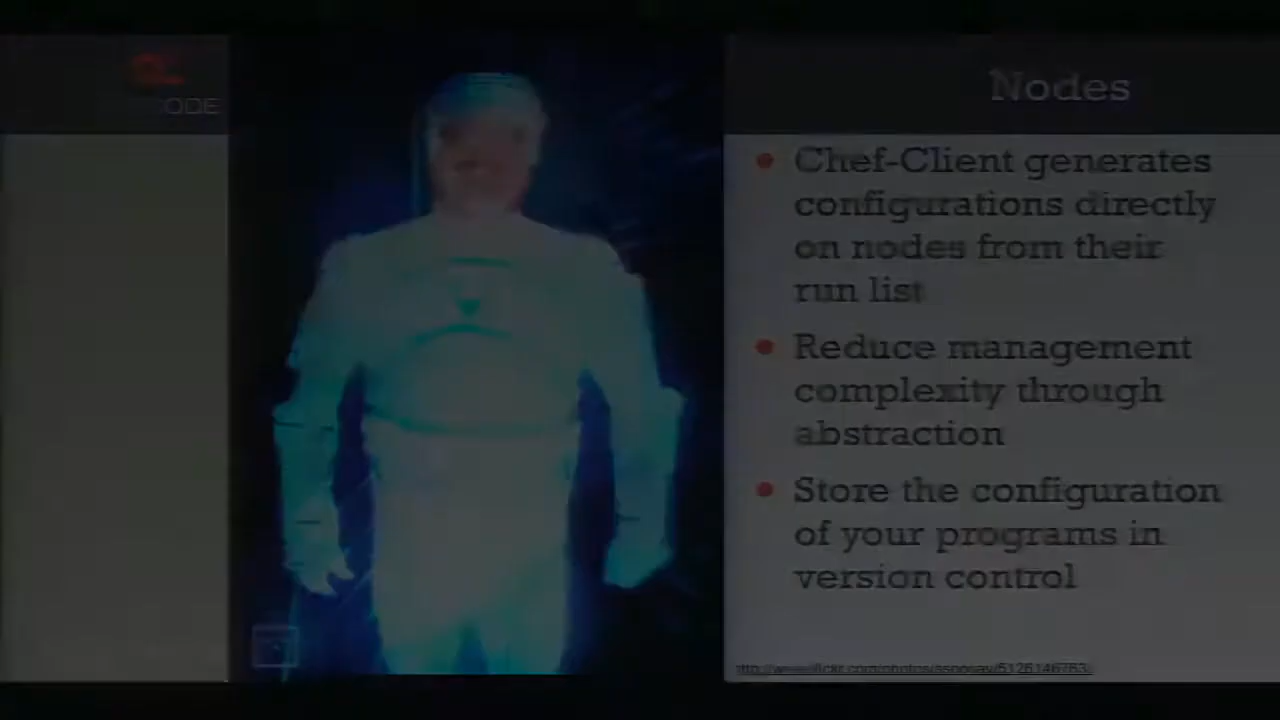 ODE
Nodes
Chef-Client generates
configurations directly
on nodes from their
run list
Reduce management
complexity through
abstraction
Store the configuration
of your programs in
version control